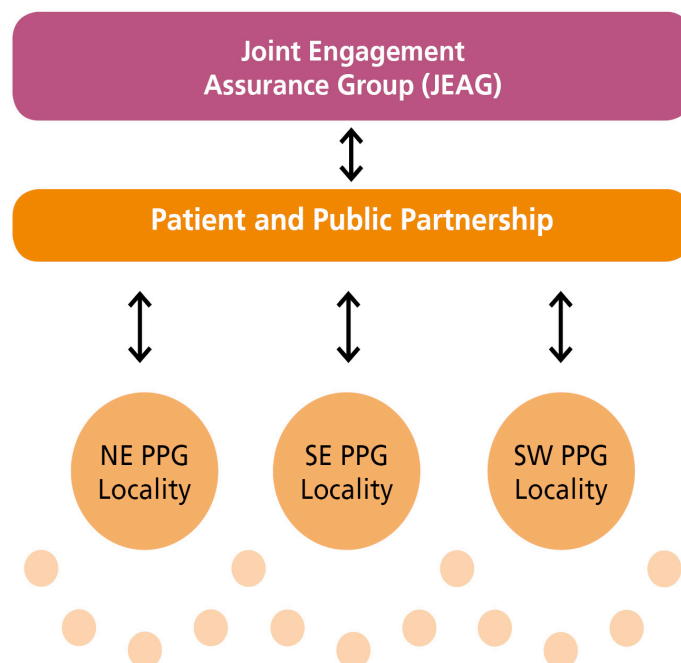 Joint Engagement
Assurance Group (JEAG)
Patient and Public Partnership
NE PPG
Locality
SE PPG
Locality
SW PPG
Locality